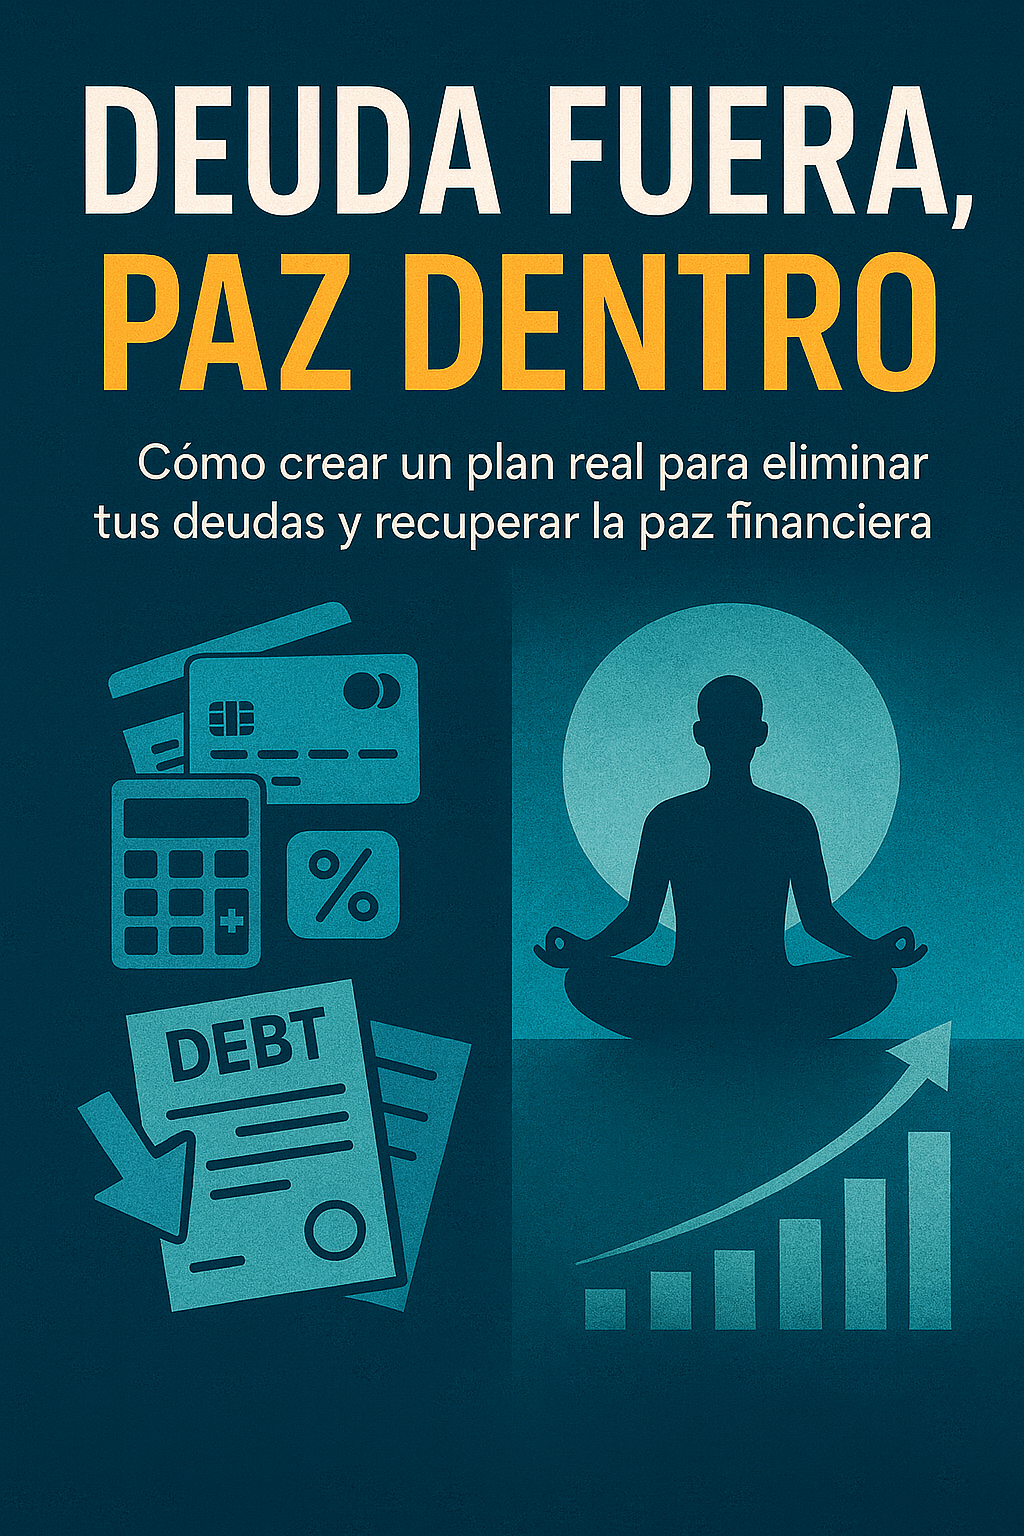 DEUDA FUERA,
PAZ DENTRO
Cómo crear un plan real para eliminar
tus deudas y recuperar la paz financiera
%
DEBT